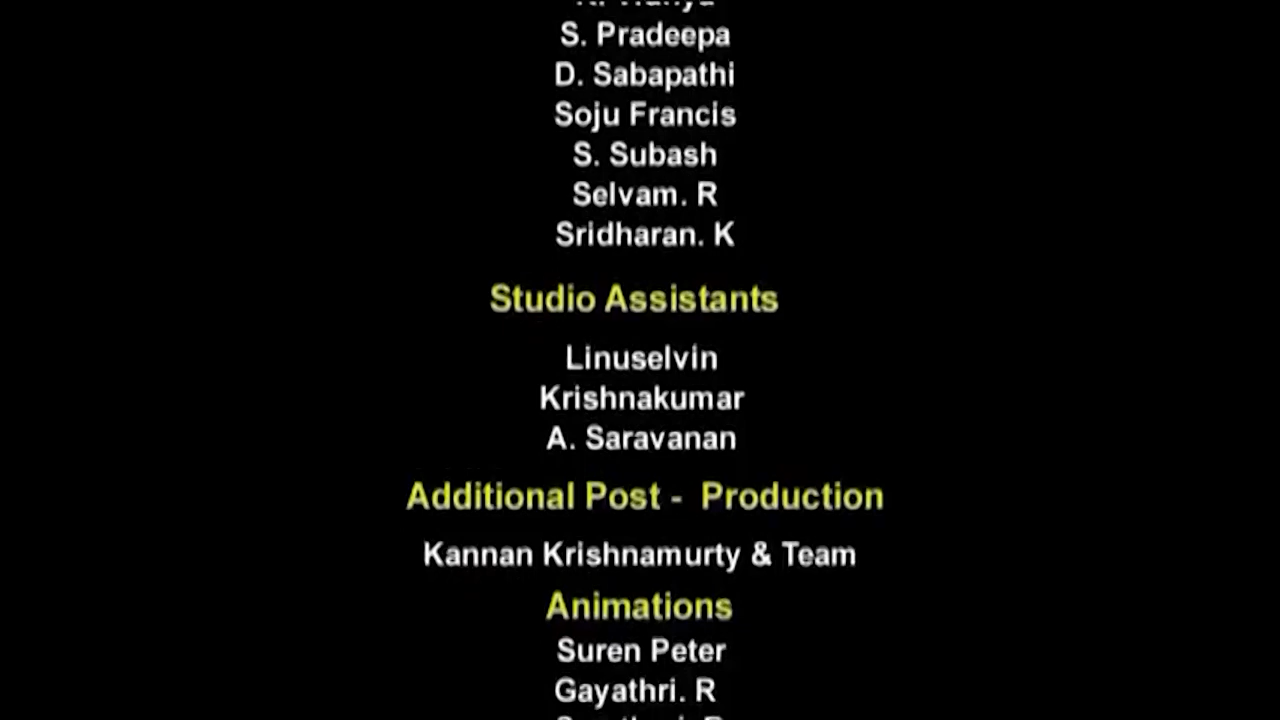 S. Pradeepa
D. Sabapathi
Soju Francis
S. Subash
Selvam. R
Sridharan. K
Studio Assistants
Linuselvin
Krishnakumar
A. Saravanan
Additional Post -  Production
Kannan Krishnamurty & Team
Animations
Suren Peter
Gayathri. R